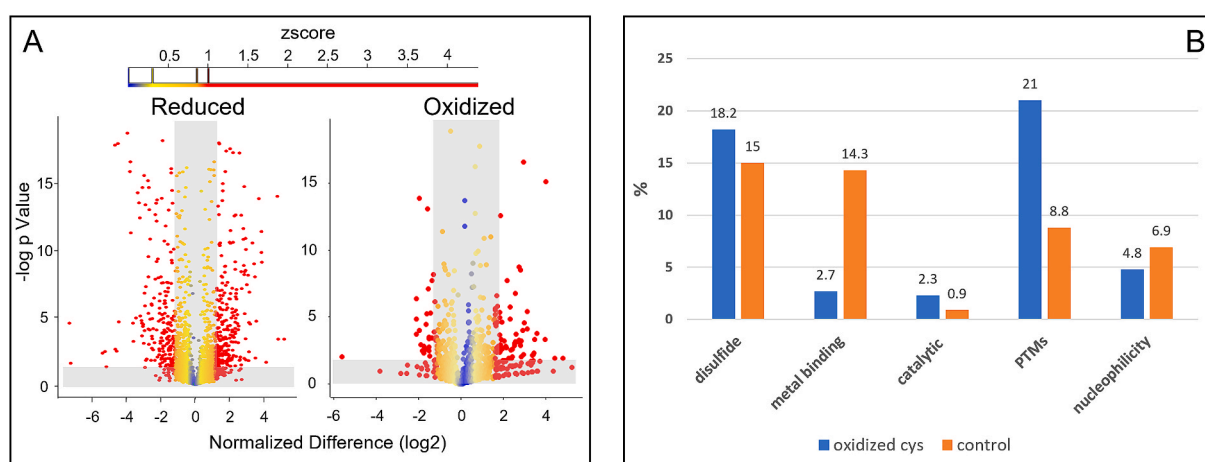 A
zscore
0.5 1 1.5 2 2.5 3 3.5 4
Reduced
Oxidized
-log p Value
15
10
5
0
-6 -4 -2 0 2 4
15
10
5
0
-6 -4 -2 0 2 4
Normalized Difference (log2)
B
%
25
20
15
10
5
0
18.2
15
2.7
14.3
2.3
0.9
21
8.8
4.8
6.9
disulfide
metal binding
catalytic
PTMs
nucleophilicity
oxidized cys
control